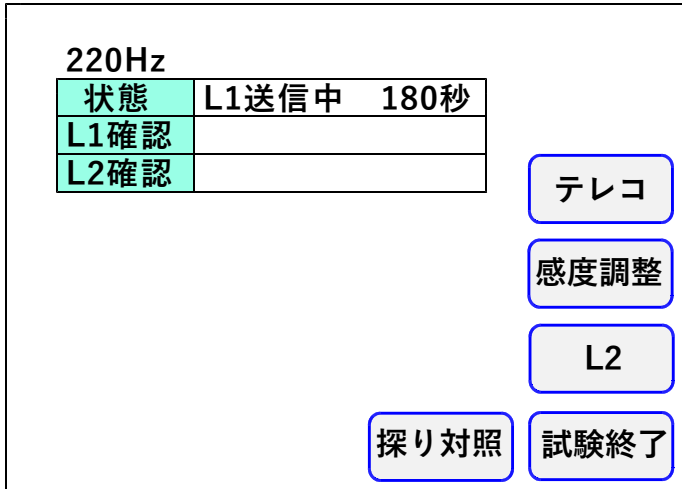 220Hz
状態 L1送信中 180秒
L1確認
L2確認
テレコ
感度調整
L2
探り対照 試験終了